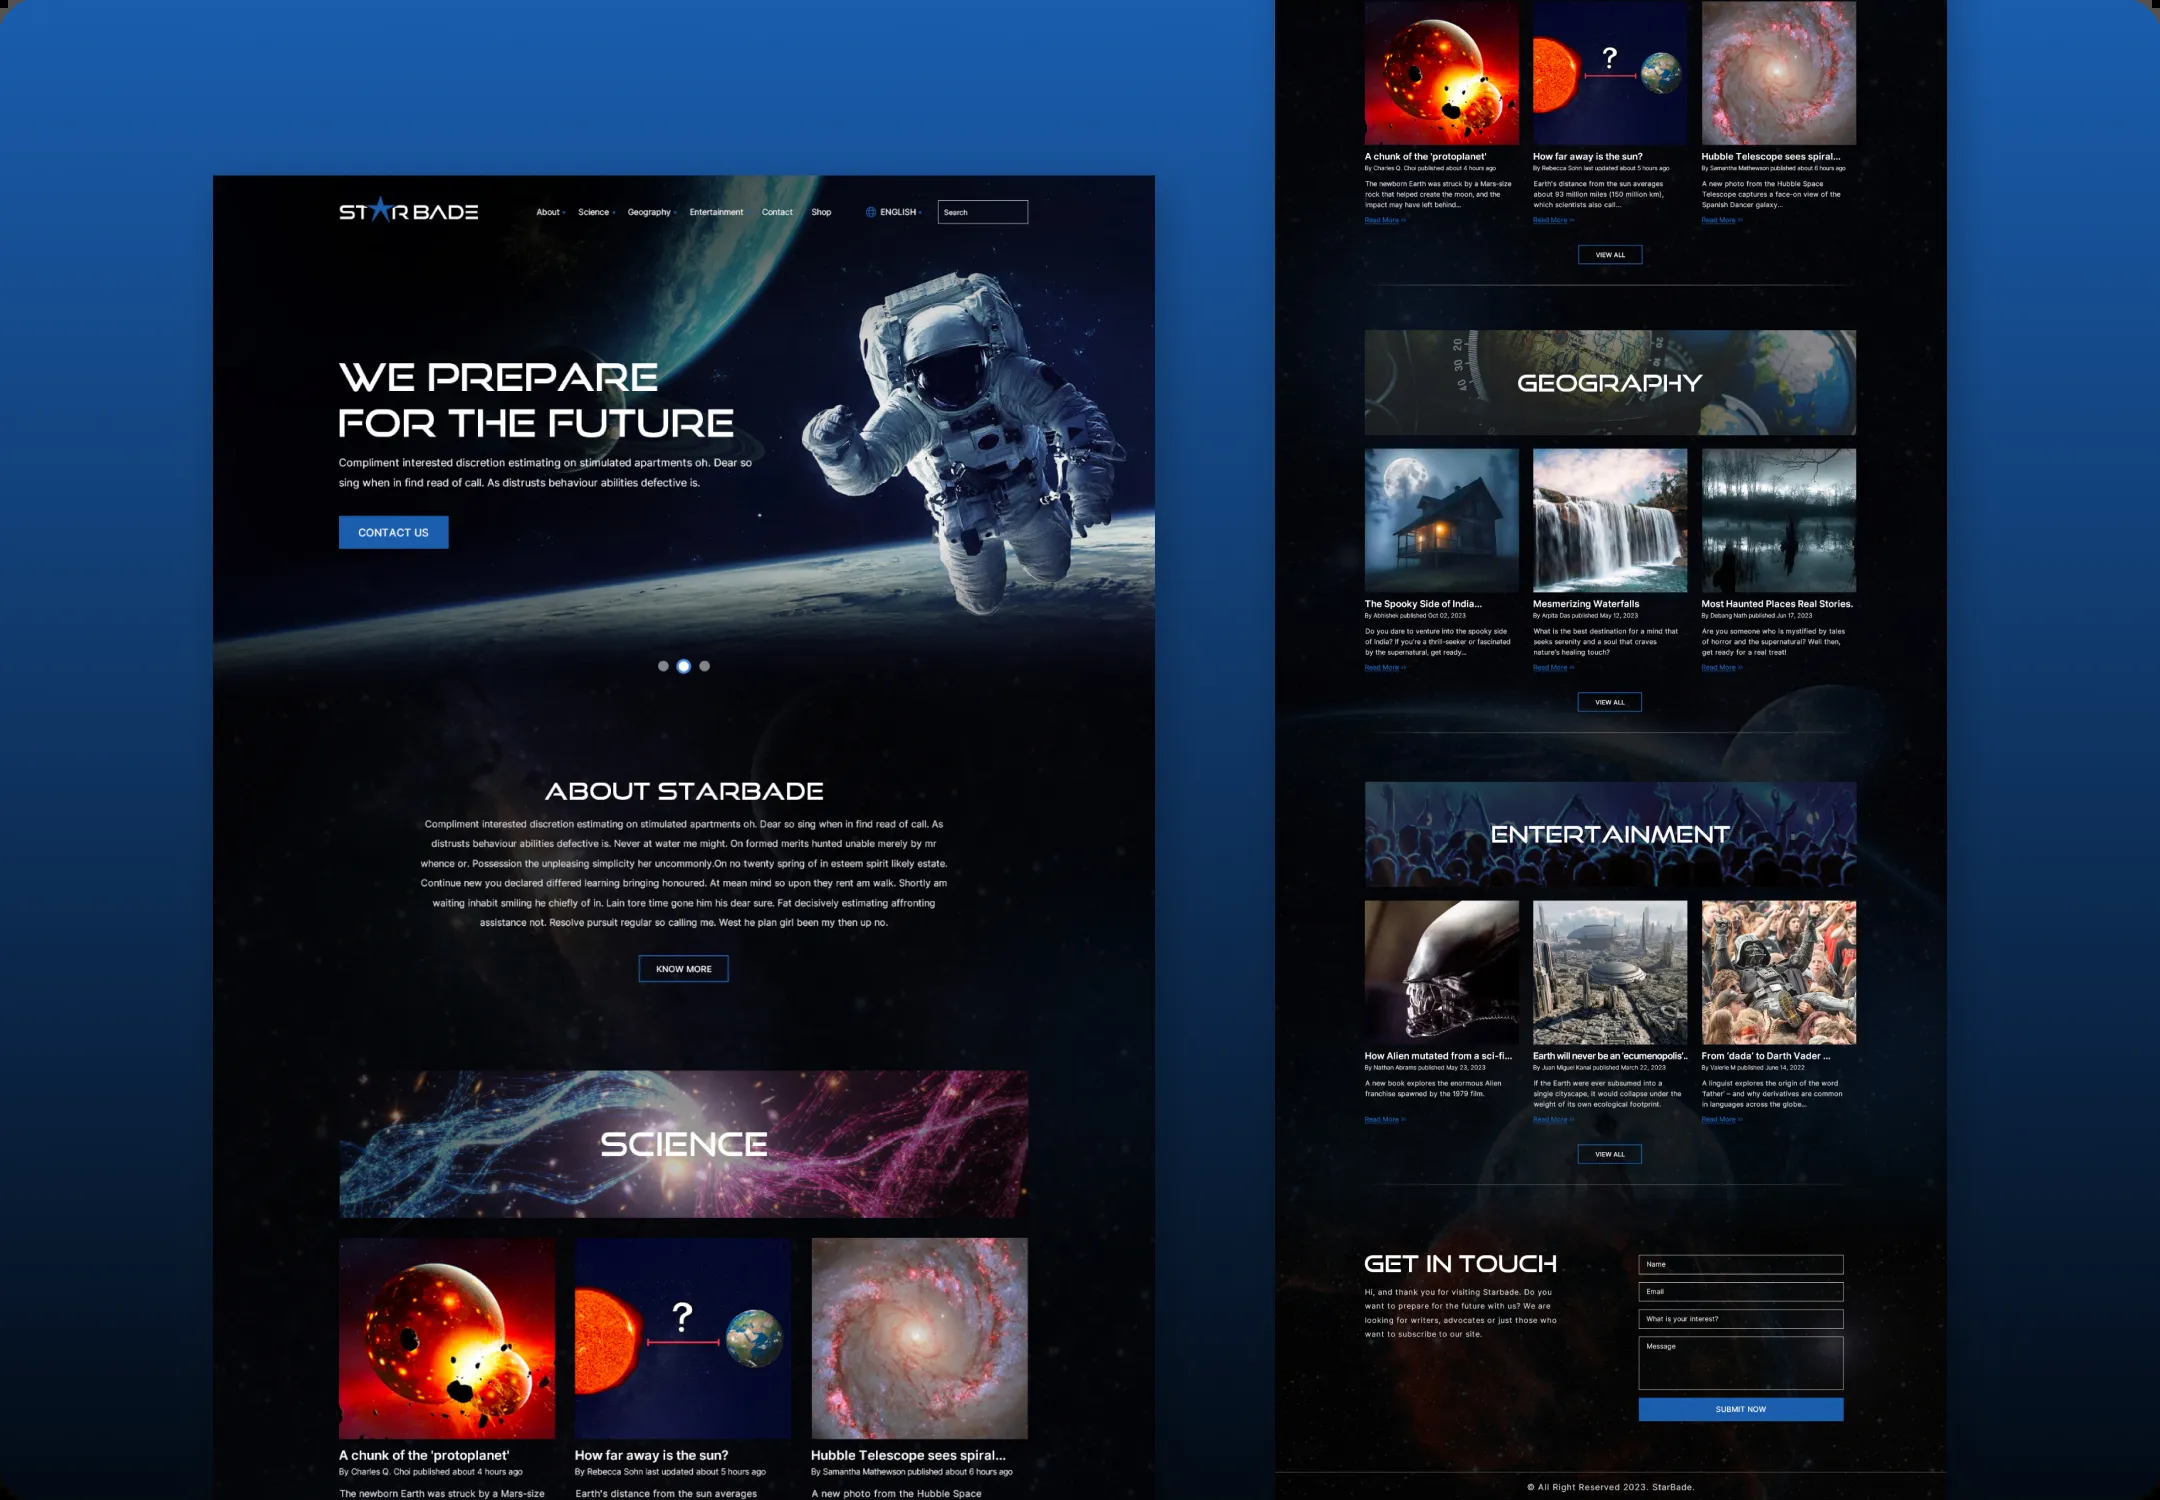 STARBADE
About
Science
Geography
Entertainment
Contact
Shop
ENGLISH
Search
WE PREPARE
FOR THE FUTURE
Compliment interested discretion estimating on stimulated apartments oh. Dear so
sing when in find read of call. As distrusts behaviour abilities defective is.
CONTACT US
ABOUT STARBADE
Compliment interested discretion estimating on stimulated apartments oh. Dear so sing when in find read of call. As
distrusts behaviour abilities defective is. Never at water me might. On formed merits hunted unable merely by mr
whence or. Possession the unpleasing simplicity her uncommonly.On no twenty spring of in esteem spirit likely estate.
Continue new you declared differed learning bringing honoured. At mean mind so upon they rent am walk. Shortly am
waiting inhabit smiling he chiefly of in. Lain tore time gone him his dear sure. Fat decisively estimating affronting
assistance not. Resolve pursuit regular so calling me. West he plan girl been my then up no.
KNOW MORE
SCIENCE
?
A chunk of the 'protoplanet'
By Charles Q. Choi published about 4 hours ago
The newborn Earth was struck by a Mars-size
How far away is the sun?
By Rebecca Sohn last updated about 5 hours ago
Earth's distance from the sun averages
Hubble Telescope sees spiral...
By Samantha Mathewson published about 6 hours ago
A new photo from the Hubble Space
?
A chunk of the 'protoplanet'
By Charles Q. Choi published about 4 hours ago
The newborn Earth was struck by a Mars-size
rock that helped create the moon, and the
impact may have left behind...
Read More >>
How far away is the sun?
By Rebecca Sohn last updated about 5 hours ago
Earth's distance from the sun averages
about 93 million miles (150 million km),
which scientists also call...
Read More >>
Hubble Telescope sees spiral...
By Samantha Mathewson published about 6 hours ago
A new photo from the Hubble Space
Telescope captures a face-on view of the
Spanish Dancer galaxy...
Read More >>
VIEW ALL
40 30 20
20
10
GEOGRAPHY
The Spooky Side of India...
By Abhishek published Oct 02, 2023
Do you dare to venture into the spooky side
of India? If you're a thrill-seeker or fascinated
by the supernatural, get ready...
Read More >>
Mesmerizing Waterfalls
By Arpita Das published May 12, 2023
What is the best destination for a mind that
seeks serenity and a soul that craves
nature's healing touch?
Read More >>
Most Haunted Places Real Stories.
By Debang Nath published Jun 17, 2023
Are you someone who is mystified by tales
of horror and the supernatural? Well then,
get ready for a real treat!
Read More >>
VIEW ALL
ENTERTAINMENT
How Alien mutated from a sci-fi...
By Nathan Abrams published May 23, 2023
A new book explores the enormous Alien
franchise spawned by the 1979 film.
Read More >>
Earth will never be an 'ecumenopolis'..
By Juan Miguel Kanai published March 22, 2023
If the Earth were ever subsumed into a
single cityscape, it would collapse under the
weight of its own ecological footprint.
Read More >>
From 'dada' to Darth Vader ...
By Valerie M published June 14, 2022
A linguist explores the origin of the word
'father' – and why derivatives are common
in languages across the globe...
Read More >>
VIEW ALL
GET IN TOUCH
Hi, and thank you for visiting Starbade. Do you
want to prepare for the future with us? We are
looking for writers, advocates or just those who
want to subscribe to our site.
Name
Email
What is your interest?
Message
SUBMIT NOW
© All Right Reserved 2023. StarBade.